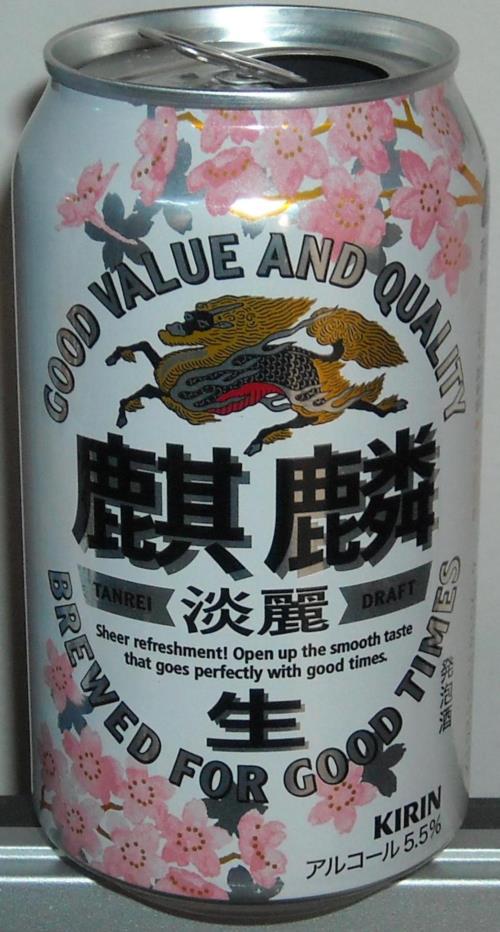 GOOD VALUE AND QUALITY
麒麟
TANREI 淡麗 DRAFT
Sheer refreshment! Open up the smooth taste
that goes perfectly with good times.
生
BREWED FOR GOOD TIMES
発泡酒
KIRIN
アルコール 5.5%